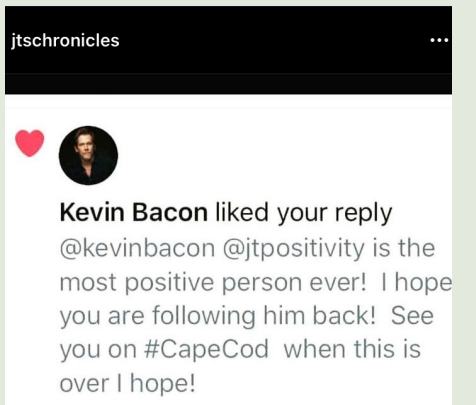 jtschronicles
Kevin Bacon liked your reply
@kevinbacon @jtpositivity is the
most positive person ever! I hope
you are following him back! See
you on #CapeCod when this is
over I hope!